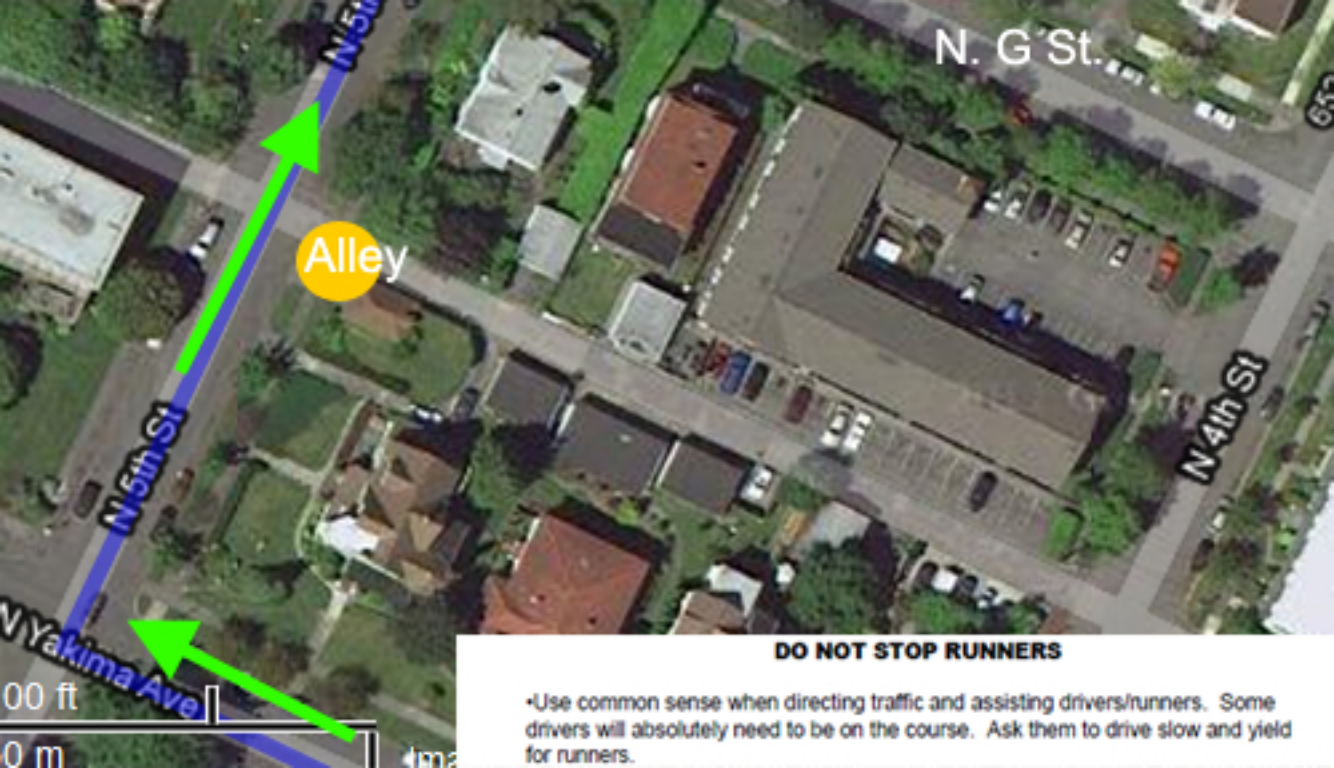 N 5t
N. G´St.
Alley
N 4th St
N 5th St
N Yakima Ave
00 ft
0 m
Ima
DO NOT STOP RUNNERS
•Use common sense when directing traffic and assisting drivers/runners. Some
drivers will absolutely need to be on the course. Ask them to drive slow and yield
for runners.